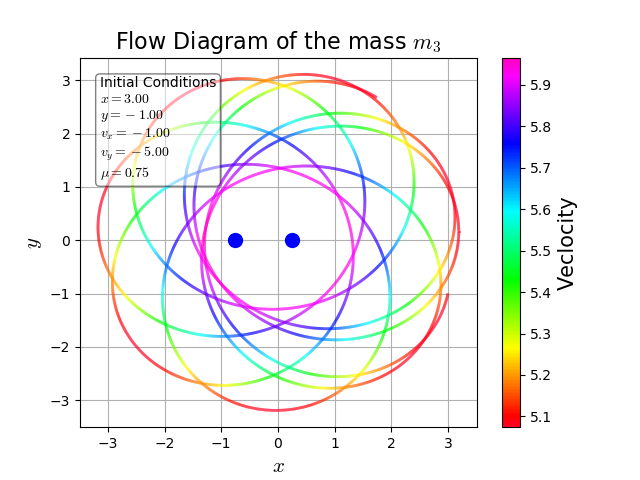 Flow Diagram of the mass m₃
Initial Conditions
x = 3.00
y = − 1.00
vₓ = −1.00
v_y = −5.00
μ = 0.75
3
2
1
0
−1
−2
−3
y
−3 −2 −1 0 1 2 3
x
5.9
5.8
5.7
5.6
5.5
5.4
5.3
5.2
5.1
Veclocity